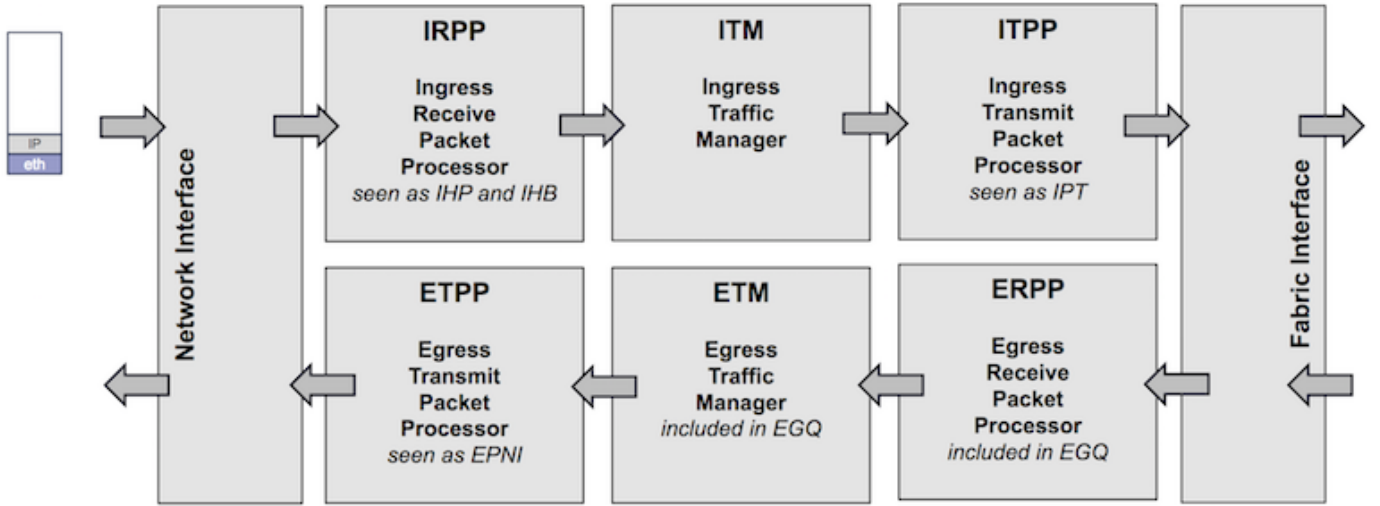 IP
eth
Network Interface
IRPP
Ingress
Receive
Packet
Processor
seen as IHP and IHB
ITM
Ingress
Traffic
Manager
ITPP
Ingress
Transmit
Packet
Processor
seen as IPT
ETPP
Egress
Transmit
Packet
Processor
seen as EPNI
ETM
Egress
Traffic
Manager
included in EGQ
ERPP
Egress
Receive
Packet
Processor
included in EGQ
Fabric Interface